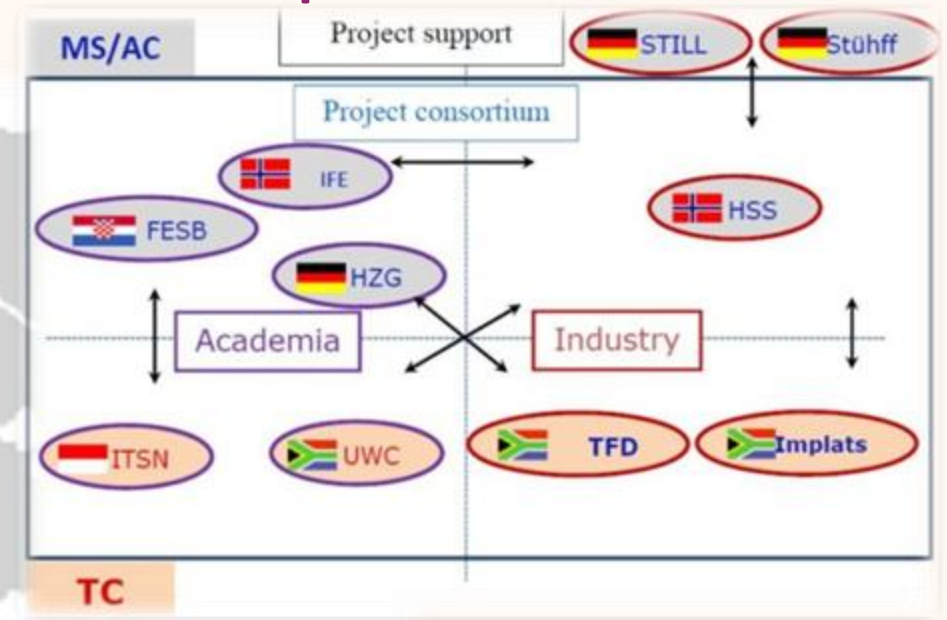 MS/AC
Project support
STILL
Stühff
Project consortium
IFE
HSS
FESB
HZG
Academia
Industry
ITSN
UWC
TFD
Implats
TC